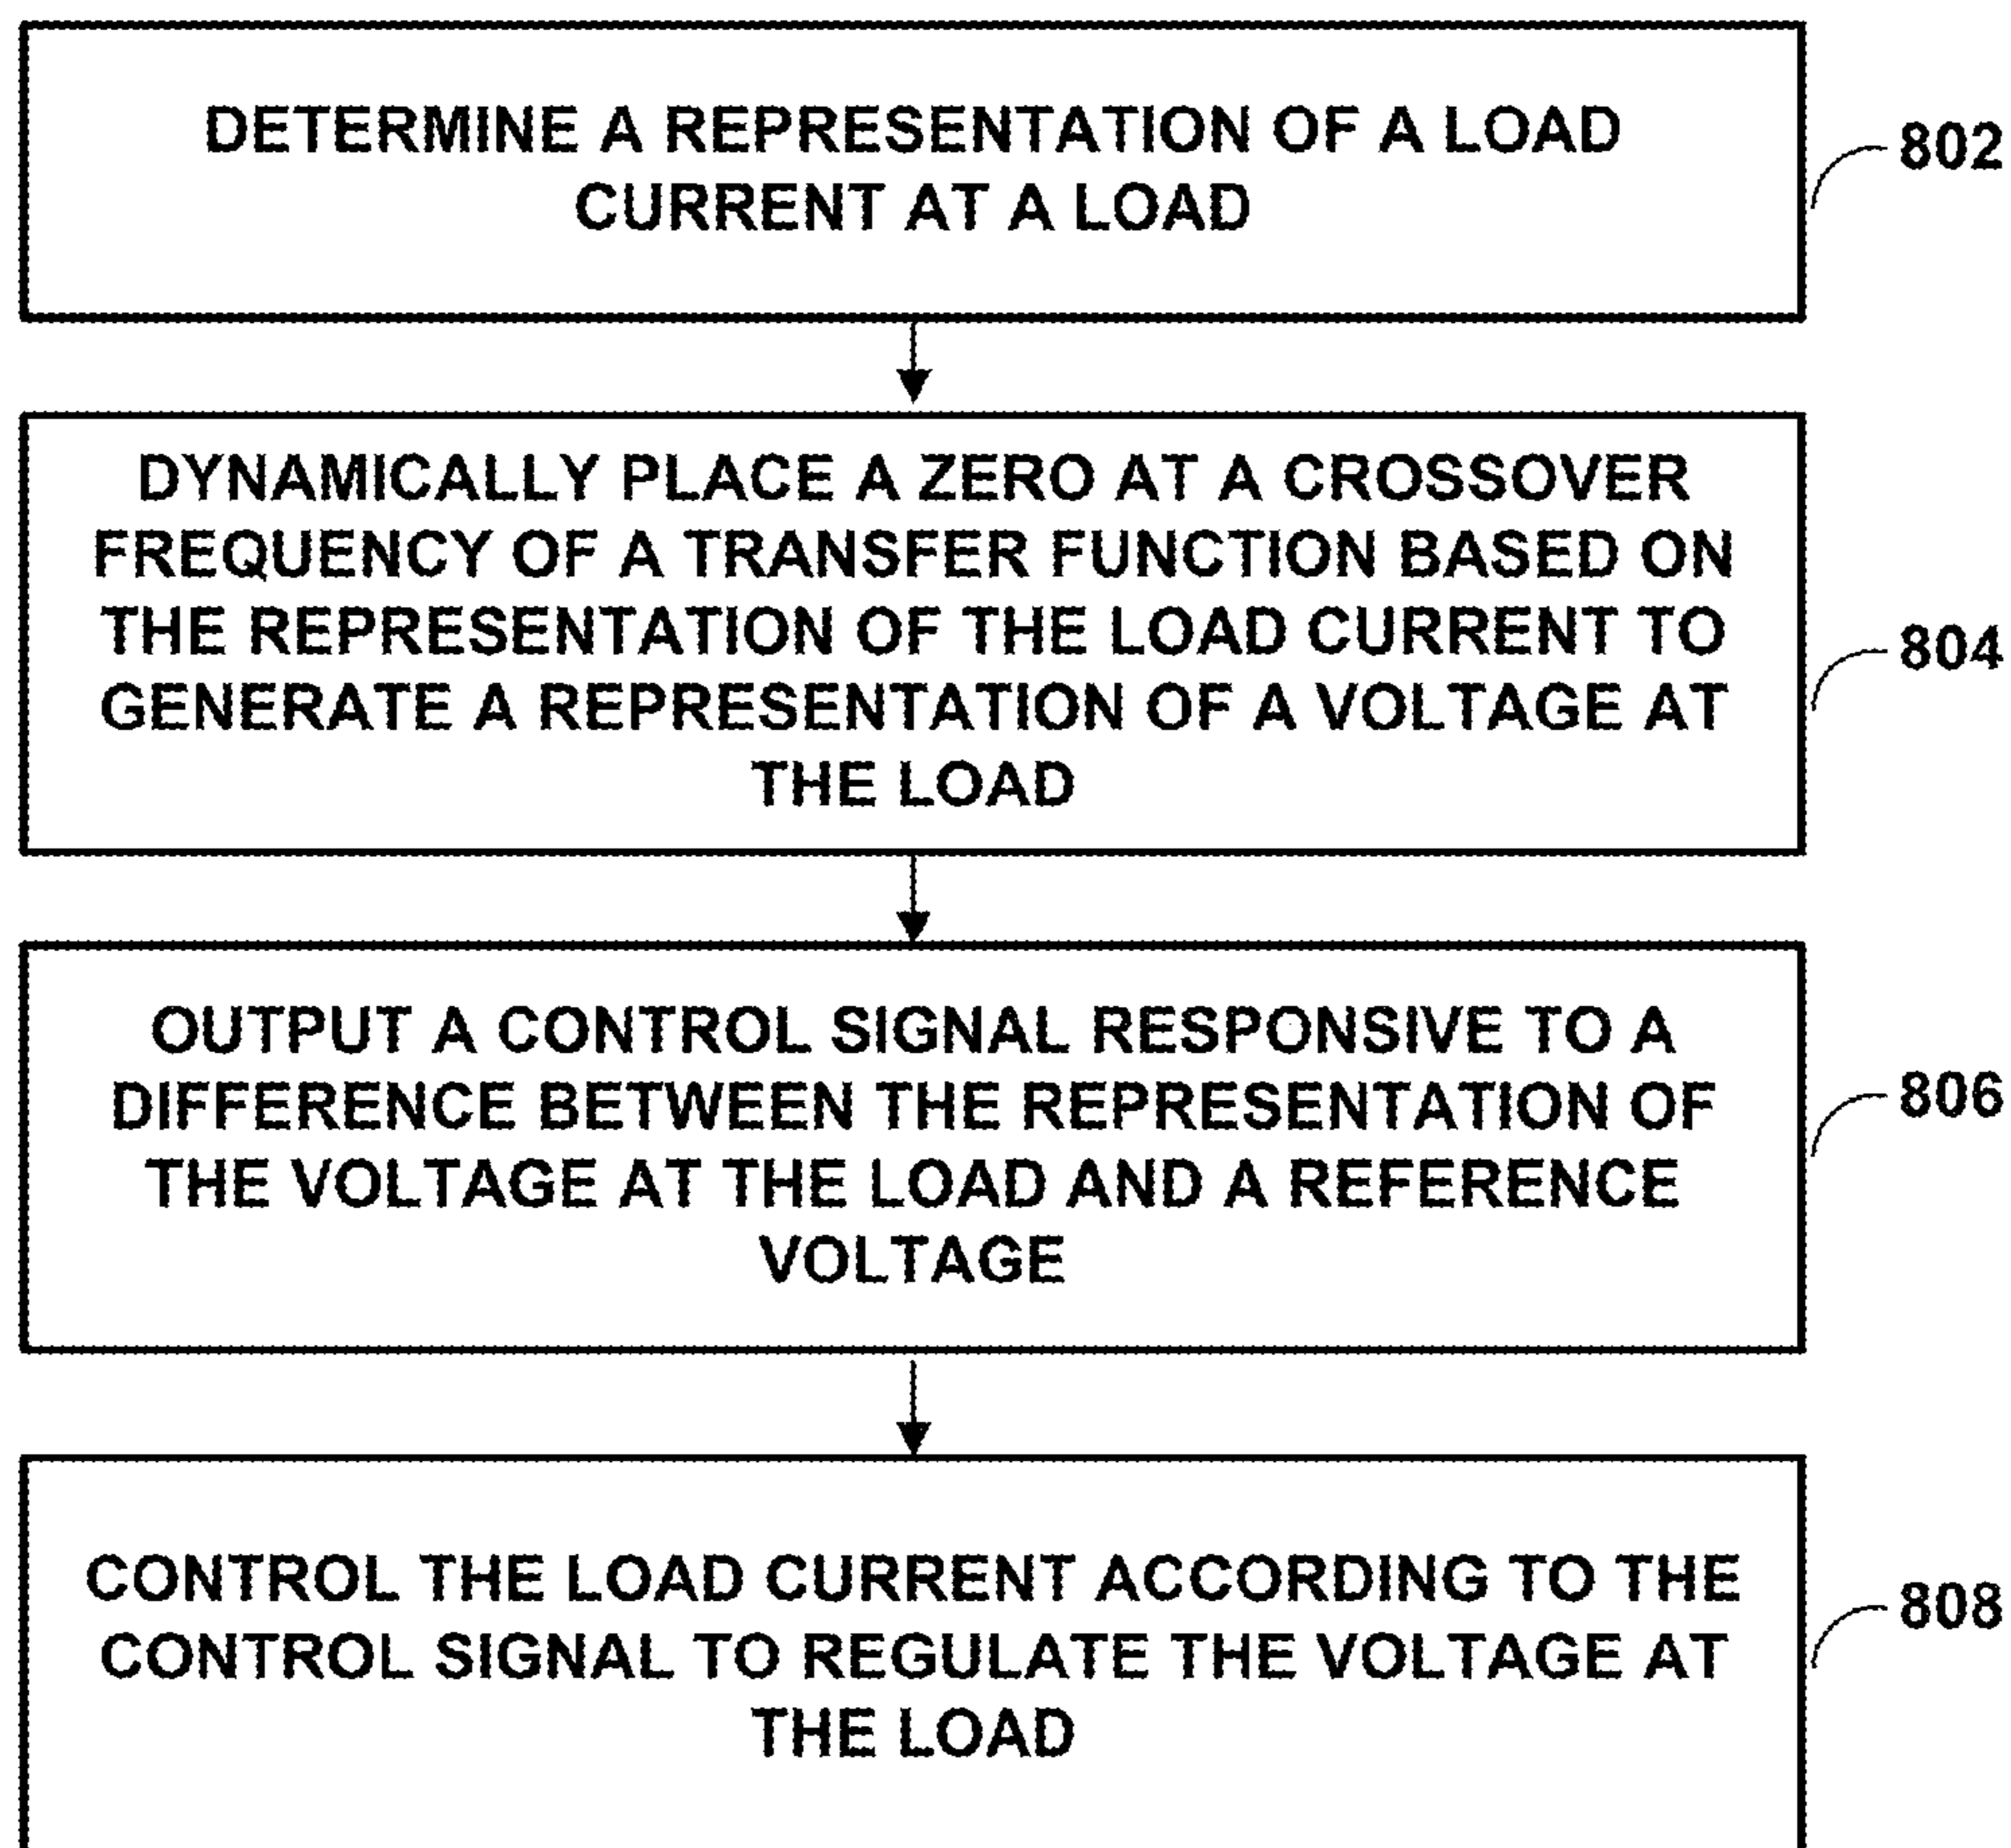 DETERMINE A REPRESENTATION OF A LOAD
CURRENT AT A LOAD
802
DYNAMICALLY PLACE A ZERO AT A CROSSOVER
FREQUENCY OF A TRANSFER FUNCTION BASED ON
THE REPRESENTATION OF THE LOAD CURRENT TO
GENERATE A REPRESENTATION OF A VOLTAGE AT
THE LOAD
804
OUTPUT A CONTROL SIGNAL RESPONSIVE TO A
DIFFERENCE BETWEEN THE REPRESENTATION OF
THE VOLTAGE AT THE LOAD AND A REFERENCE
VOLTAGE
806
CONTROL THE LOAD CURRENT ACCORDING TO THE
CONTROL SIGNAL TO REGULATE THE VOLTAGE AT
THE LOAD
808